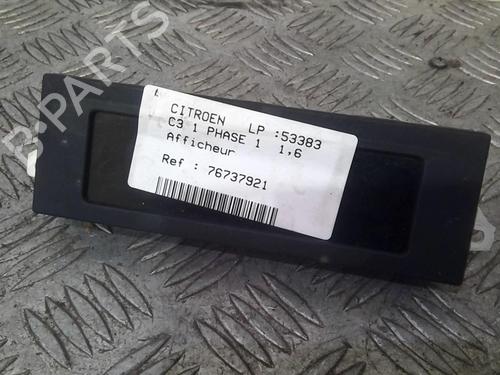 CITROEN LP :53383
C3 1 PHASE 1 1,6
Afficheur
Ref : 76737921
B-PARTS